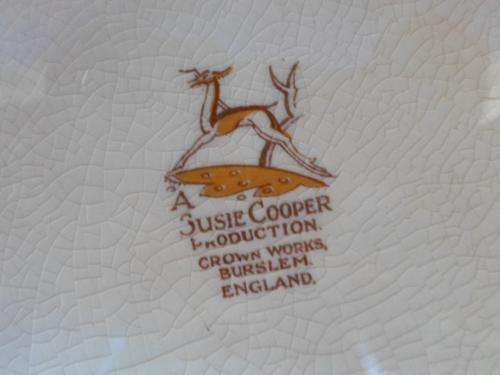 A
SUSIE COOPER
PRODUCTION.
CROWN WORKS,
BURSLEM.
ENGLAND.